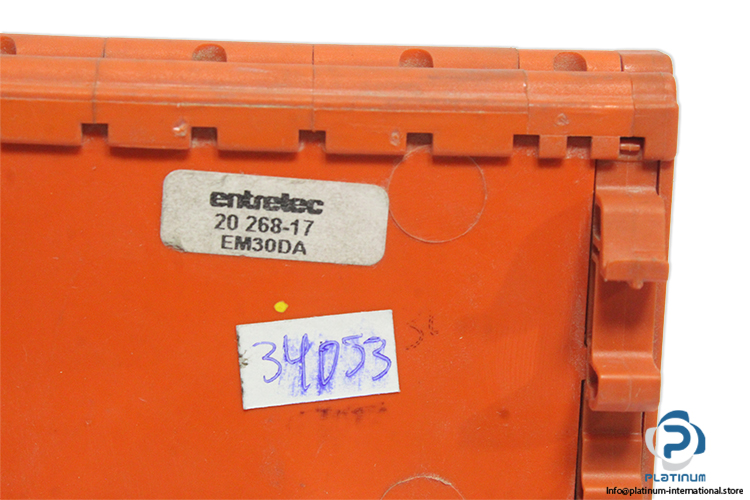 entrelec
20 268-17
EM30DA
34053
PLATINUM
Info@platinum-international.store